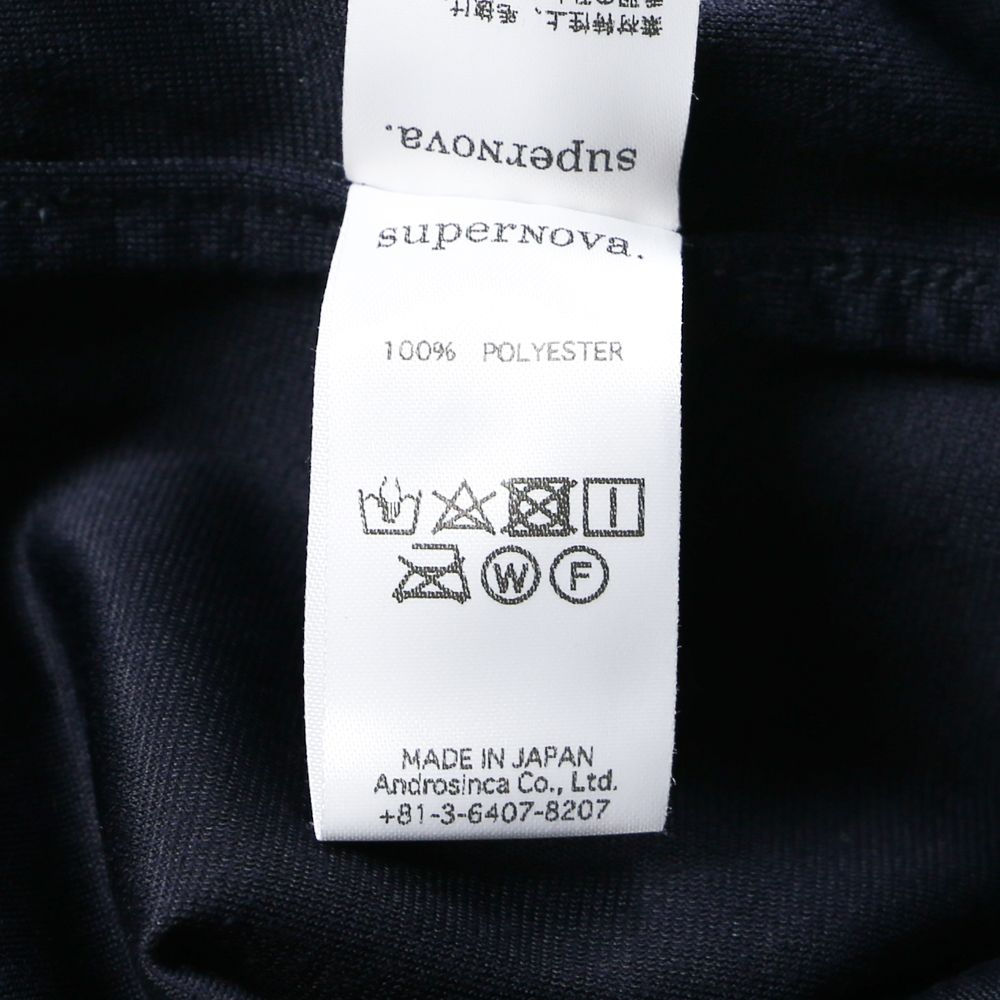 supernova.
supernova.
100% POLYESTER
W F
MADE IN JAPAN
Androsinca Co., Ltd.
+81-3-6407-8207